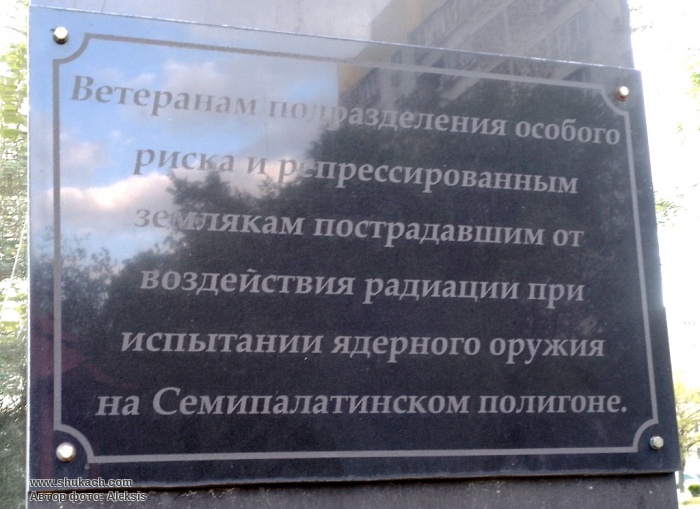 Ветеранам подразделения особого
риска и репрессированным
землякам пострадавшим от
воздействия радиации при
испытании ядерного оружия
на Семипалатинском полигоне.
www.shukach.com
Автор фото: Aleksis